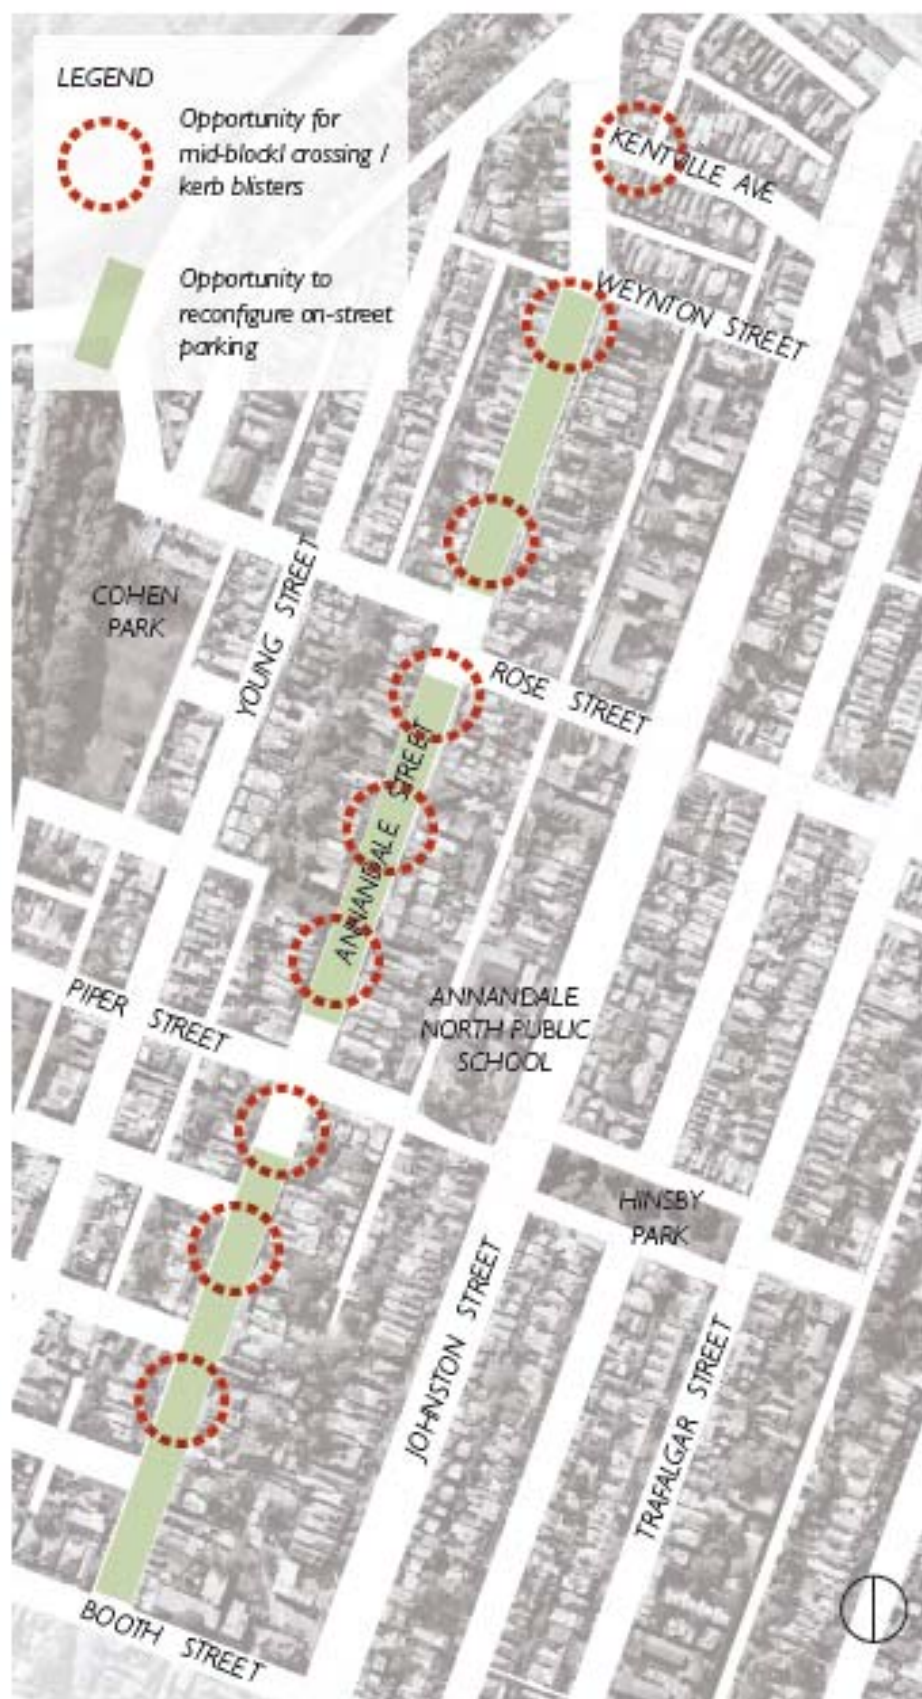 LEGEND
Opportunity for
mid-blockl crossing /
kerb blisters
Opportunity to
reconfigure on-street
parking
KENTVILLE AVE
WEYNTON STREET
COHEN
PARK
YOUNG STREET
ROSE STREET
ANNANDALE STREET
PIPER STREET
ANNANDALE
NORTH PUBLIC
SCHOOL
HINSBY
PARK
JOHNSTON STREET
TRAFALGAR STREET
BOOTH STREET